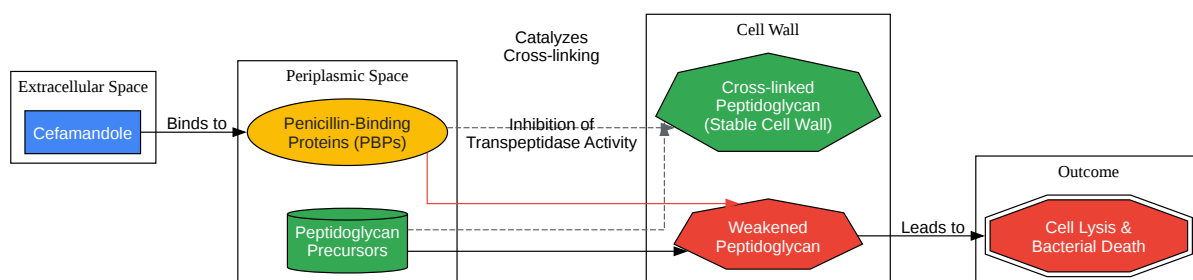 Extracellular Space
Cefamandole
Binds to
Periplasmic Space
Penicillin-Binding
Proteins (PBPs)
Peptidoglycan
Precursors
Catalyzes
Cross-linking
Inhibition of
Transpeptidase Activity
Cell Wall
Cross-linked
Peptidoglycan
(Stable Cell Wall)
Weakened
Peptidoglycan
Leads to
Outcome
Cell Lysis &
Bacterial Death